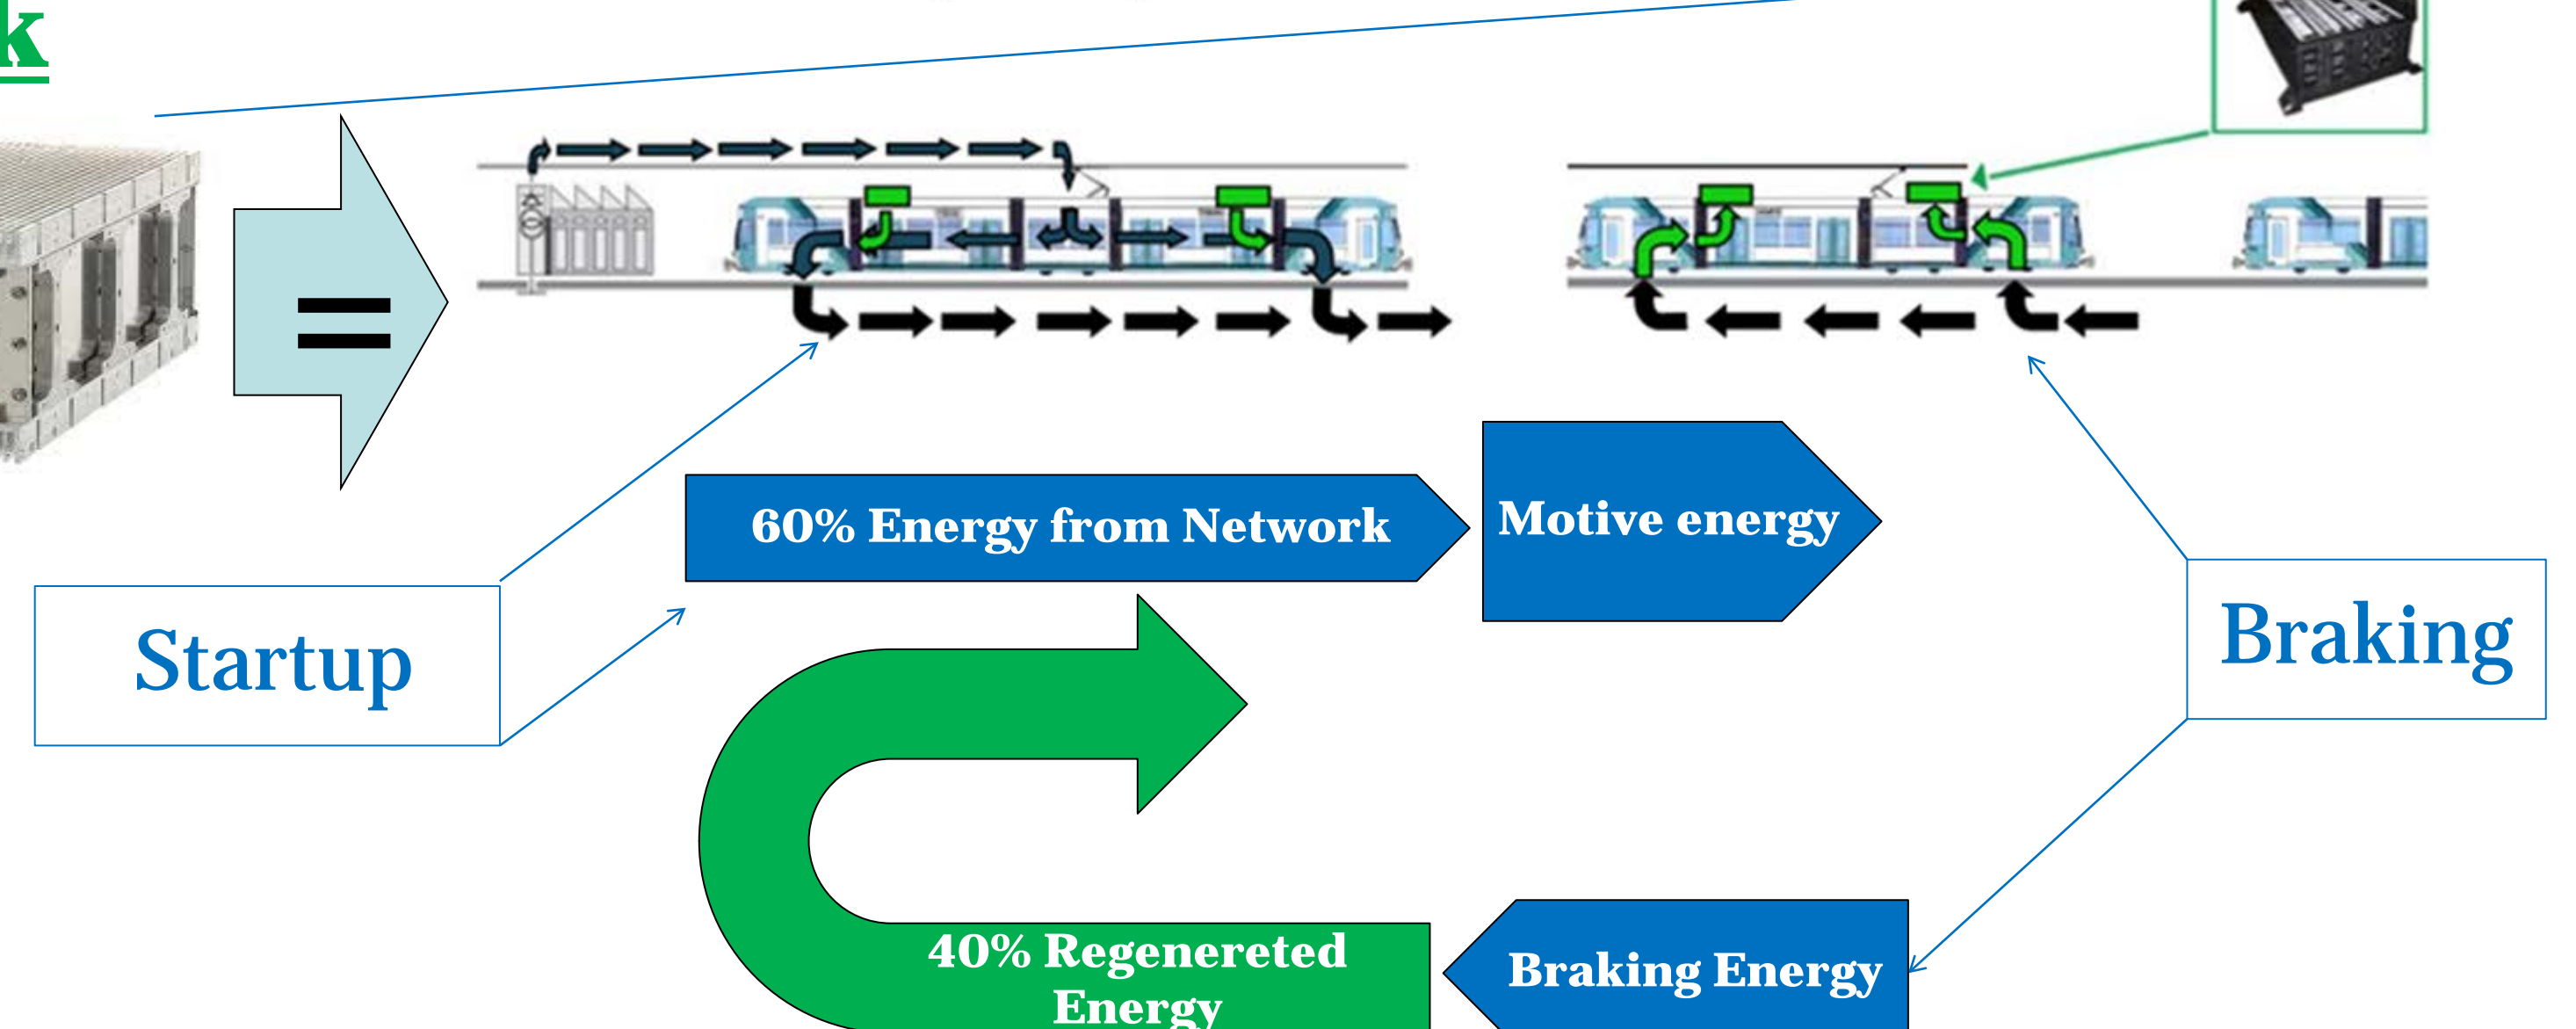 k
=
60% Energy from Network
Motive energy
Startup
Braking
40% Regenereted
Energy
Braking Energy